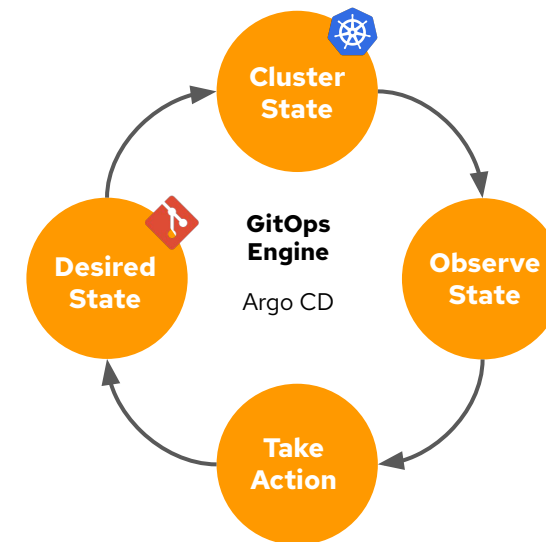 Cluster
State
GitOps
Engine
Argo CD
Desired
State
Observe
State
Take
Action